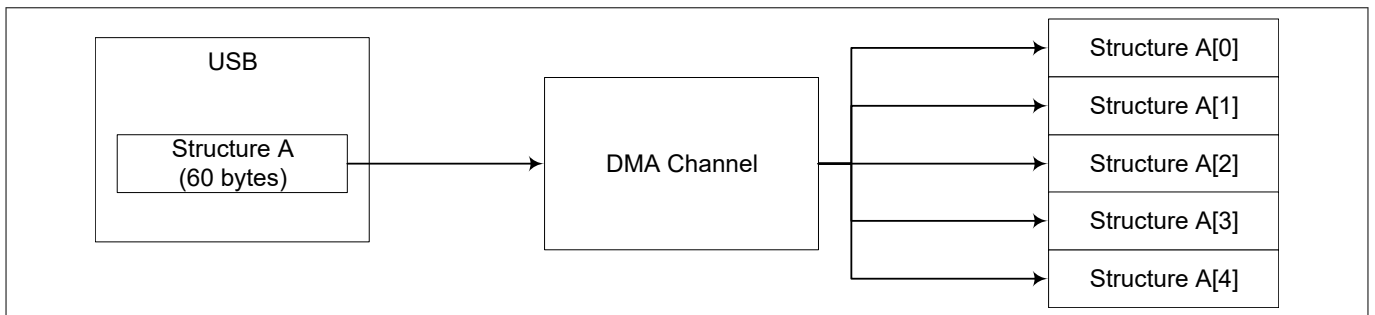 USB
Structure A
(60 bytes)
DMA Channel
Structure A[0]
Structure A[1]
Structure A[2]
Structure A[3]
Structure A[4]